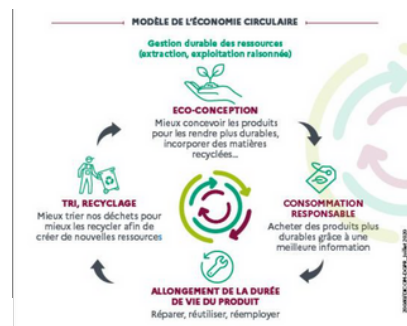 MODÈLE DE L'ÉCONOMIE CIRCULAIRE
Gestion durable des ressources
(extraction, exploitation raisonnée)
ECO-CONCEPTION
Mieux concevoir les produits
pour les rendre plus durables,
incorporer des matières
recyclées...
CONSOMMATION
RESPONSABLE
Acheter des produits plus
durables grâce à une
meilleure information
ALLONGEMENT DE LA DURÉE
DE VIE DU PRODUIT
Réparer, réutiliser, réemployer
TRI, RECYCLAGE
Mieux trier nos déchets pour
mieux les recycler afin de
créer de nouvelles ressources